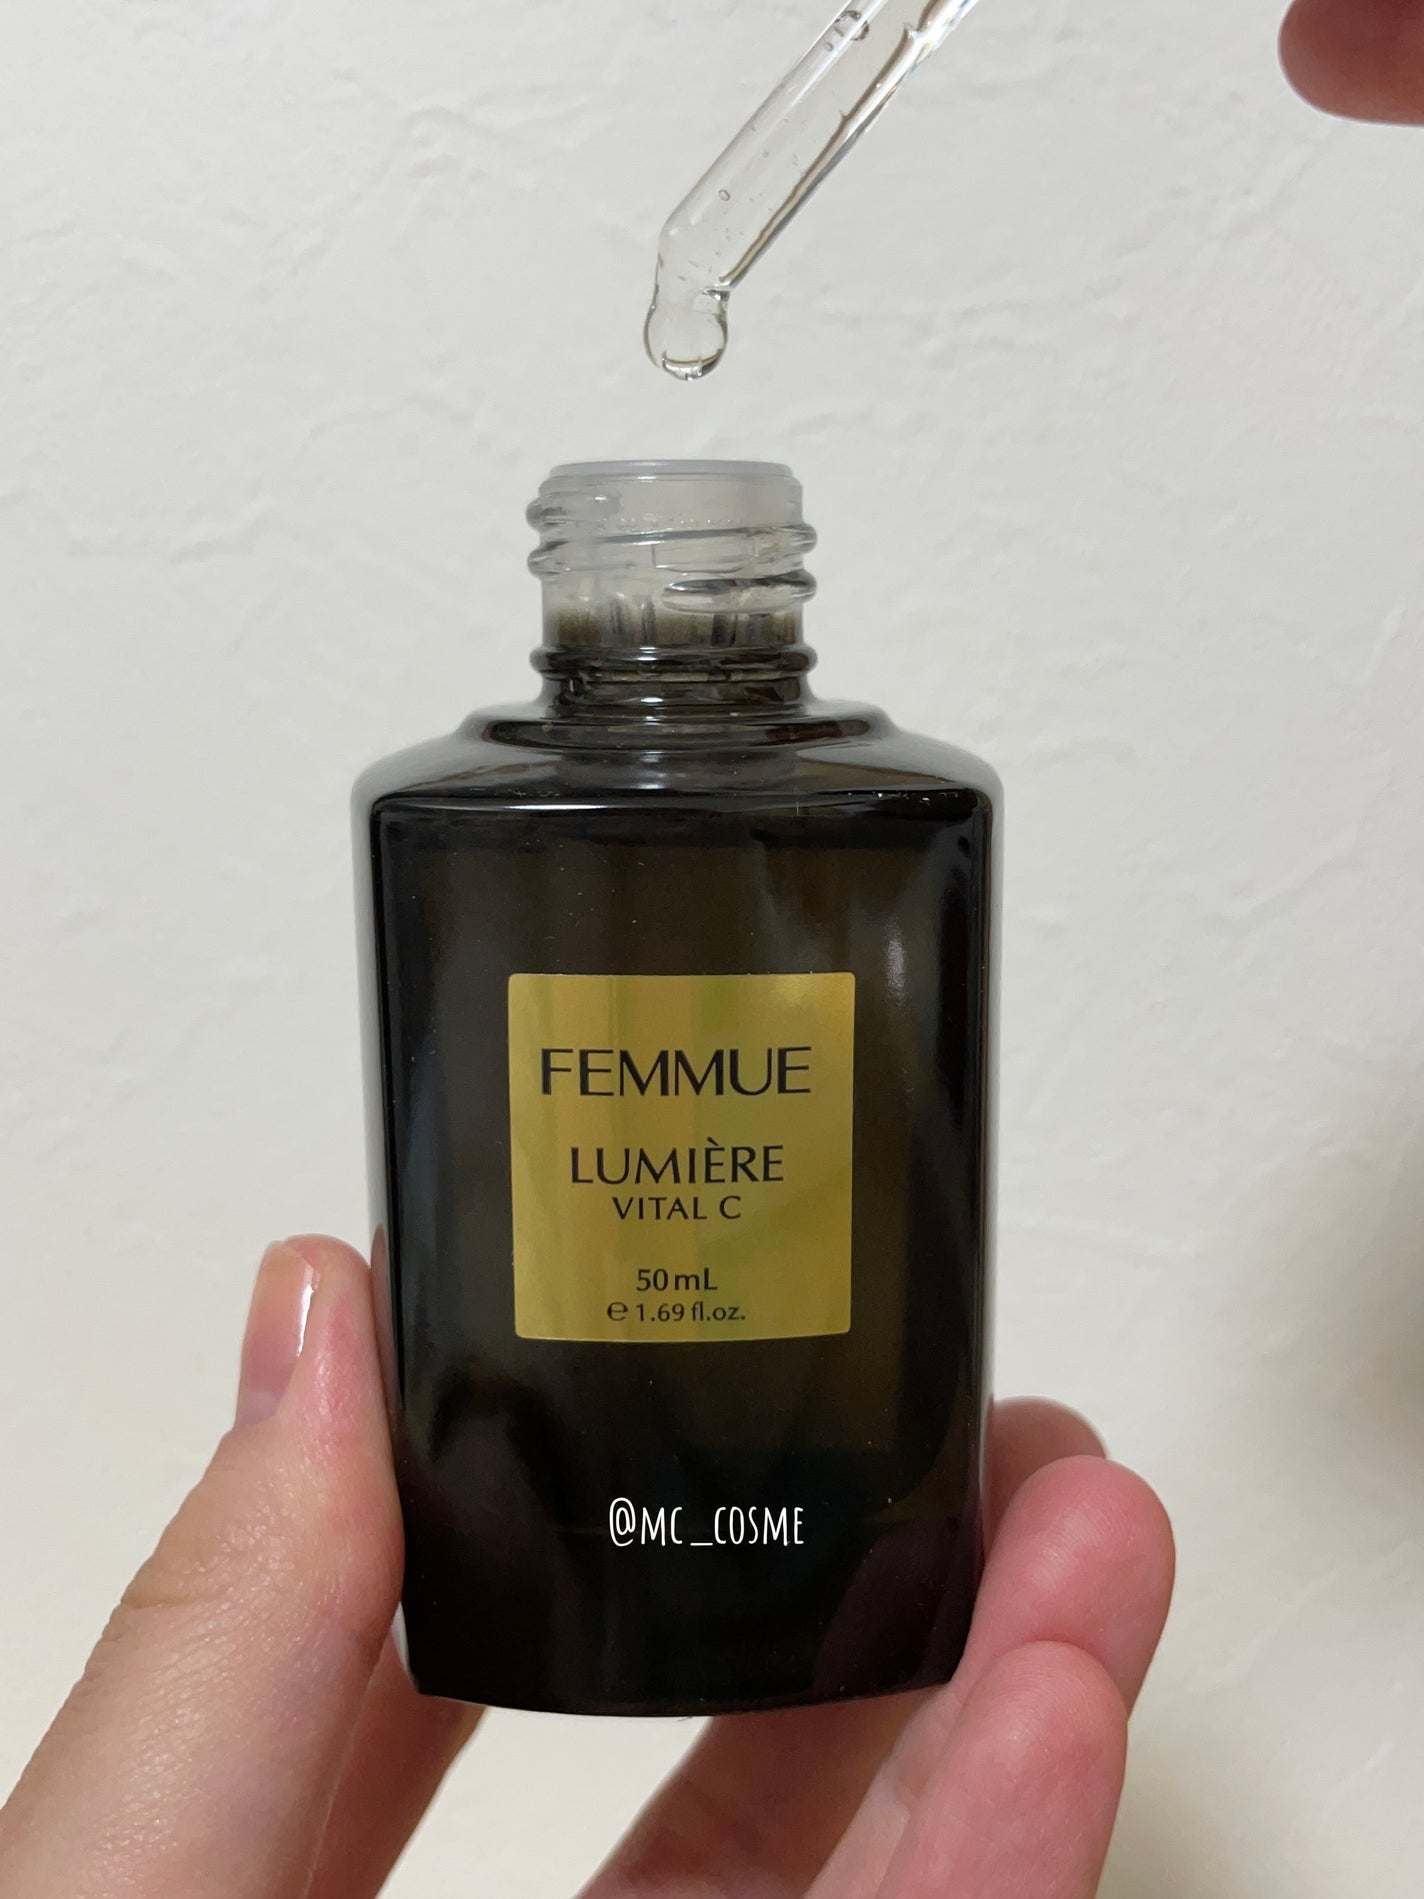 FEMMUE
LUMIÈRE
VITAL C
50 mL
℮ 1.69 fl.oz.
@MC_COSME